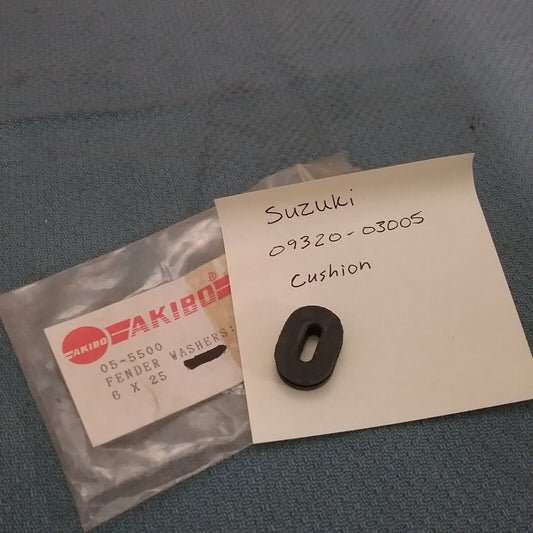 Suzuki
09320-03005
Cushion
AKIBO
AKIBO®
05-5500
FENDER WASHERS:
6 X 25